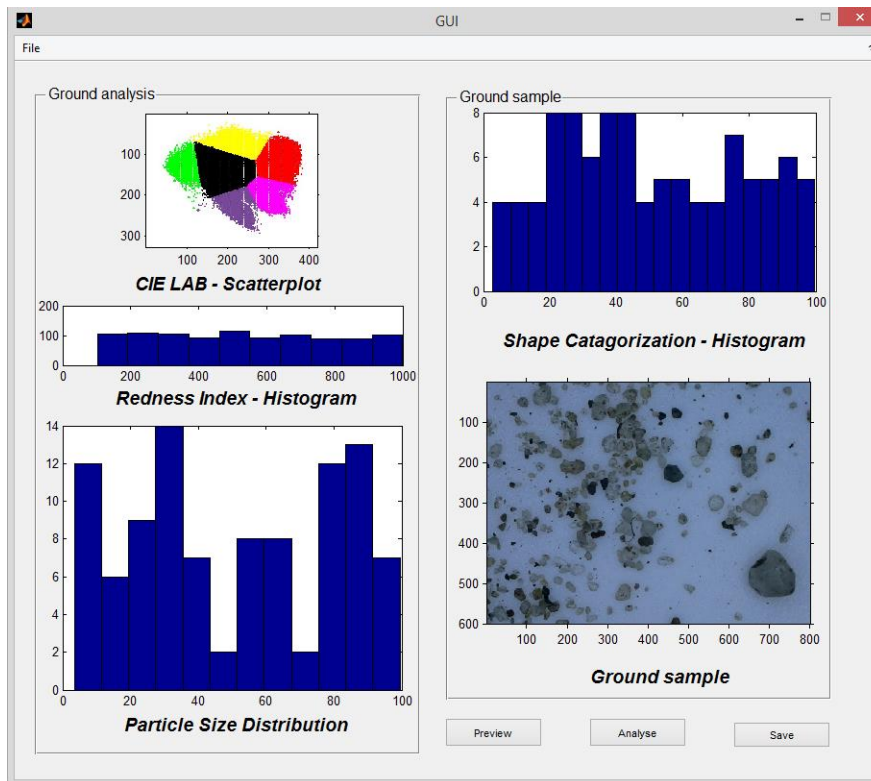 GUI
File
Ground analysis
100
200
300
100 200 300 400
CIE LAB - Scatterplot
200
100
0
0 200 400 600 800 1000
Redness Index - Histogram
14
12
10
8
6
4
2
0
0 20 40 60 80 100
Particle Size Distribution
Ground sample
8
6
4
2
0
0 20 40 60 80 100
Shape Catagorization - Histogram
100
200
300
400
500
600
100 200 300 400 500 600 700 800
Ground sample
Preview Analyse Save